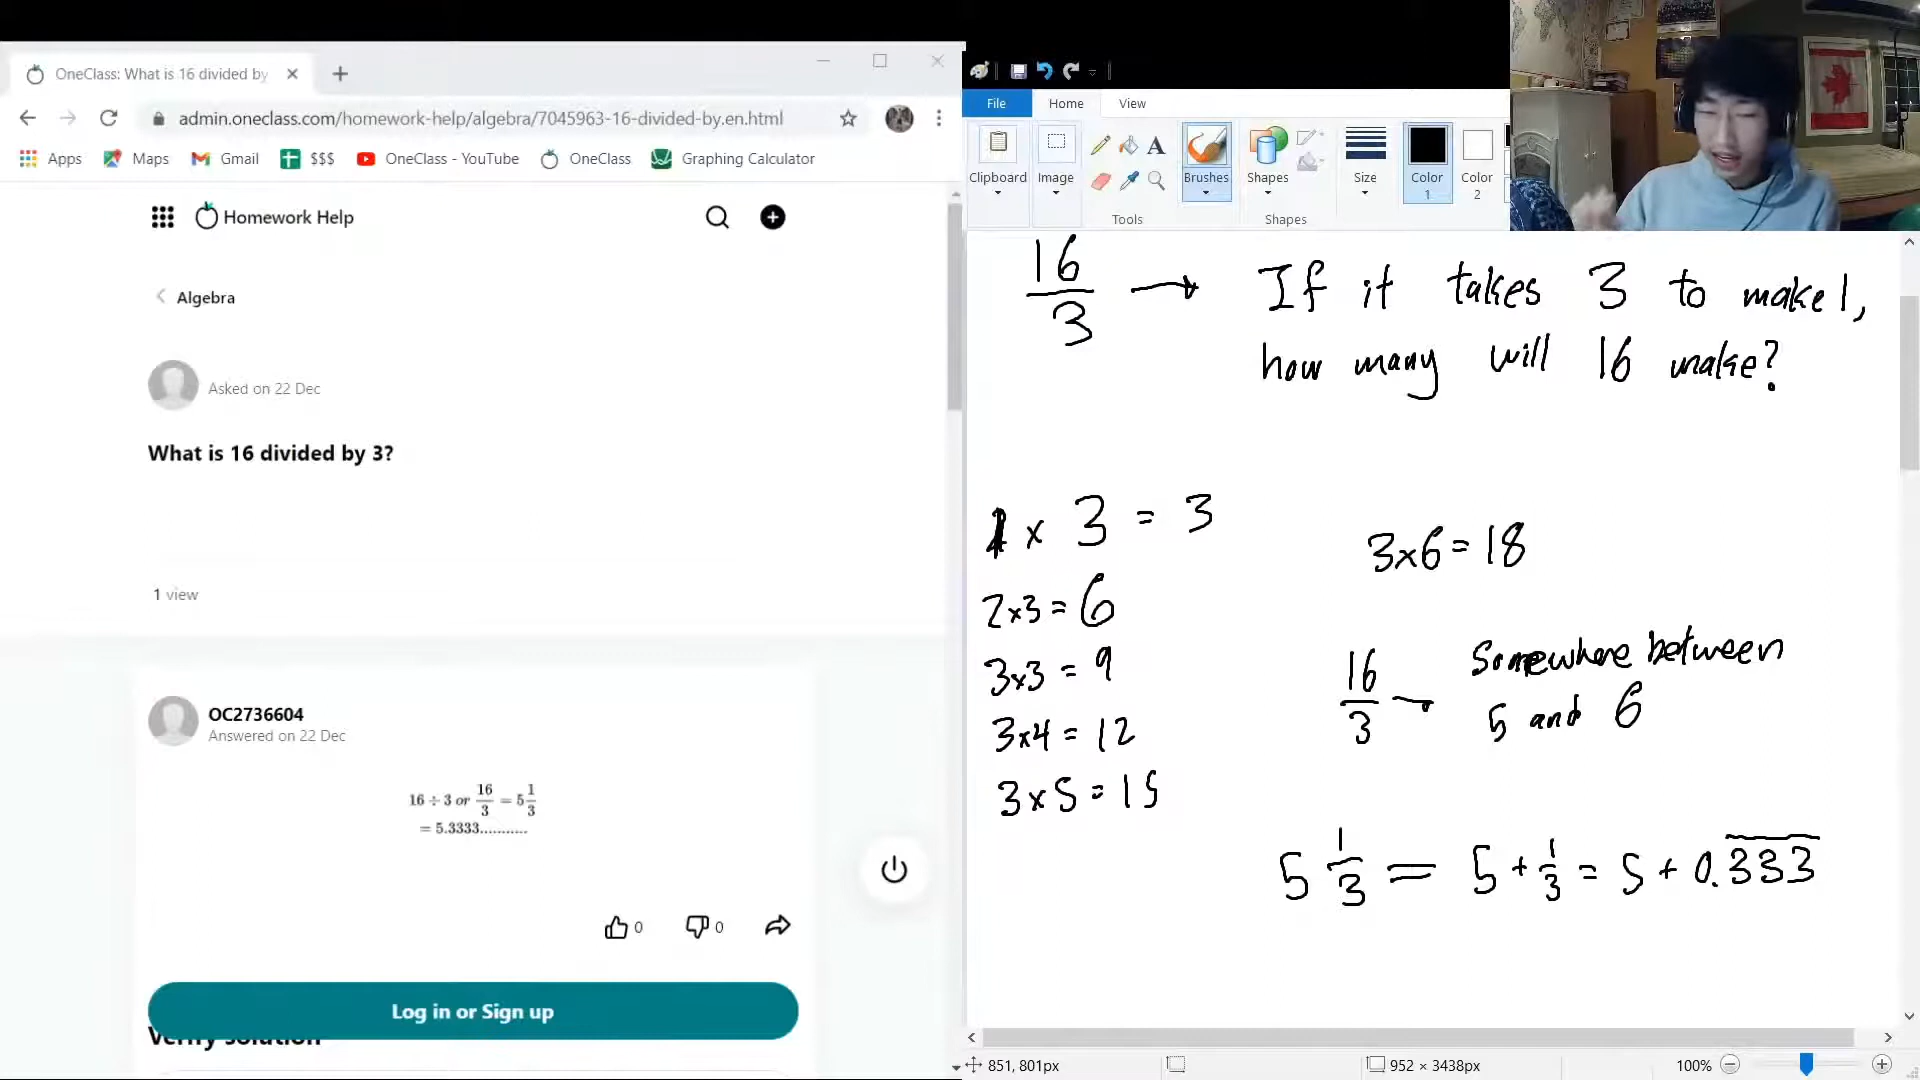 OneClass: What is 16 divided by
admin.oneclass.com/homework-help/algebra/7045963-16-divided-by.en.html
Apps Maps Gmail $$$ OneClass - YouTube OneClass Graphing Calculator
Homework Help
Algebra
Asked on 22 Dec
What is 16 divided by 3?
1 view
OC2736604
Answered on 22 Dec
16 ÷ 3 or 16/3 = 5 1/3
= 5.3333...........
0 0
Log in or Sign up
Verify solution
File Home View
Clipboard Image Brushes Shapes Size Color 1 Color 2
Tools Shapes
16/3 → If it takes 3 to make 1,
how many will 16 make?
1 x 3 = 3
2x3 = 6
3x3 = 9
3x4 = 12
3x5 = 15
3x6 = 18
16/3 → Somewhere between
5 and 6
5 1/3 = 5 + 1/3 = 5 + 0.333
851, 801px 952 × 3438px 100%